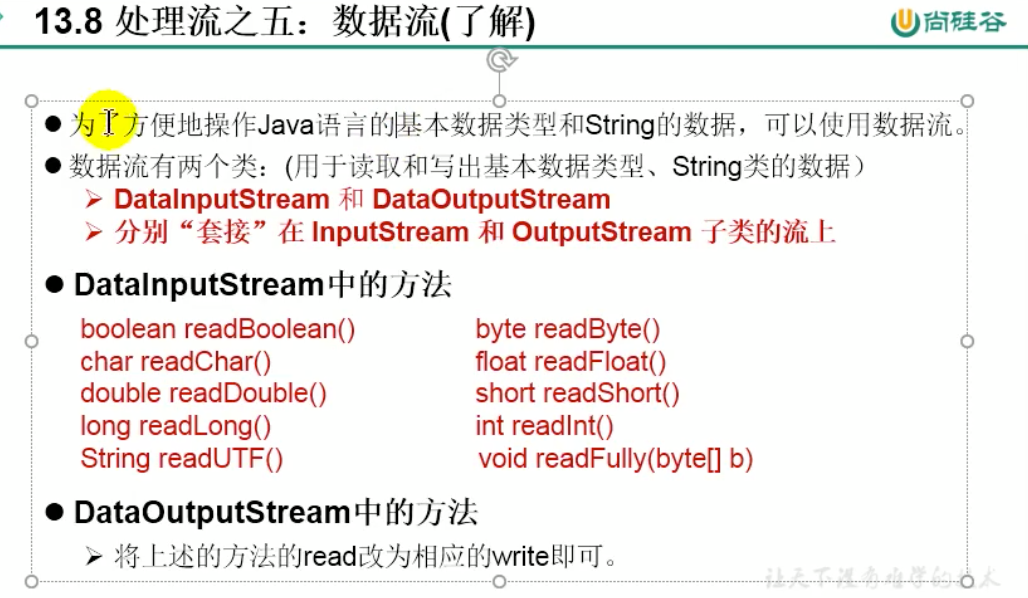 13.8 处理流之五：数据流(了解)
尚硅谷
● 为了方便地操作Java语言的基本数据类型和String的数据，可以使用数据流。
● 数据流有两个类：(用于读取和写出基本数据类型、String类的数据）
➢ DataInputStream 和 DataOutputStream
➢ 分别“套接”在 InputStream 和 OutputStream 子类的流上
● DataInputStream中的方法
boolean readBoolean() byte readByte()
char readChar() float readFloat()
double readDouble() short readShort()
long readLong() int readInt()
String readUTF() void readFully(byte[] b)
● DataOutputStream中的方法
➢ 将上述的方法的read改为相应的write即可。
让天下没有难学的技术